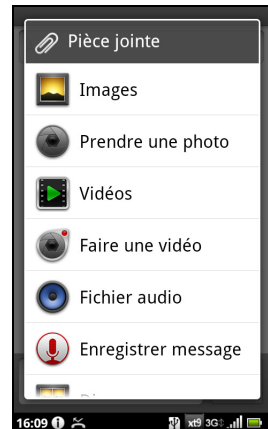 Pièce jointe
Images
Prendre une photo
Vidéos
Faire une vidéo
Fichier audio
Enregistrer message
16:09 xt9 3G